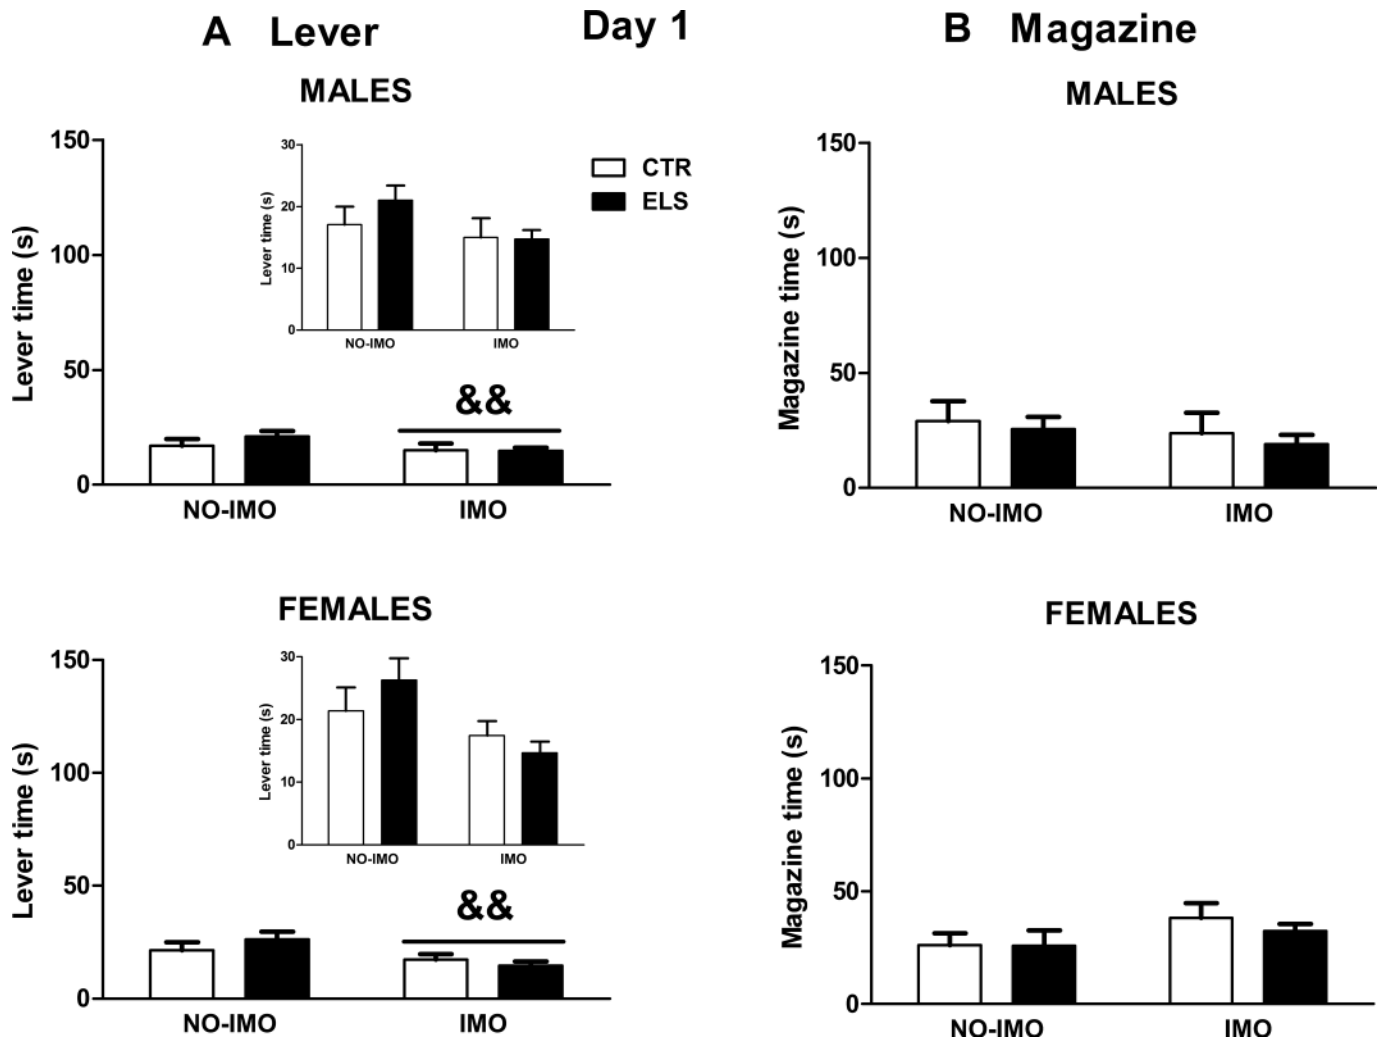 A Lever Day 1 B Magazine
MALES
150
100
50
0
Lever time (s)
30
20
10
0
Lever time (s)
NO-IMO IMO
CTR
ELS
&&
NO-IMO IMO
MALES
150
100
50
0
Magazine time (s)
NO-IMO IMO
FEMALES
150
100
50
0
Lever time (s)
30
20
10
0
Lever time (s)
NO-IMO IMO
&&
NO-IMO IMO
FEMALES
150
100
50
0
Magazine time (s)
NO-IMO IMO